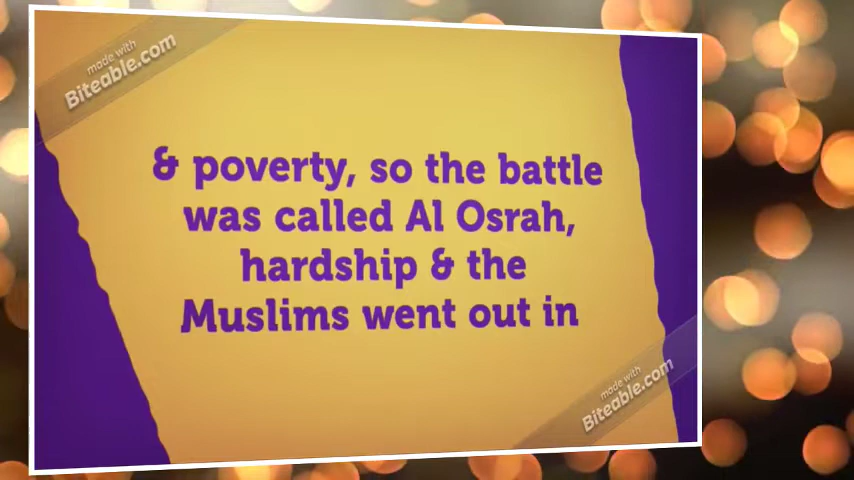 made with
Biteable.com
& poverty, so the battle
was called Al Osrah,
hardship & the
Muslims went out in
made with
Biteable.com